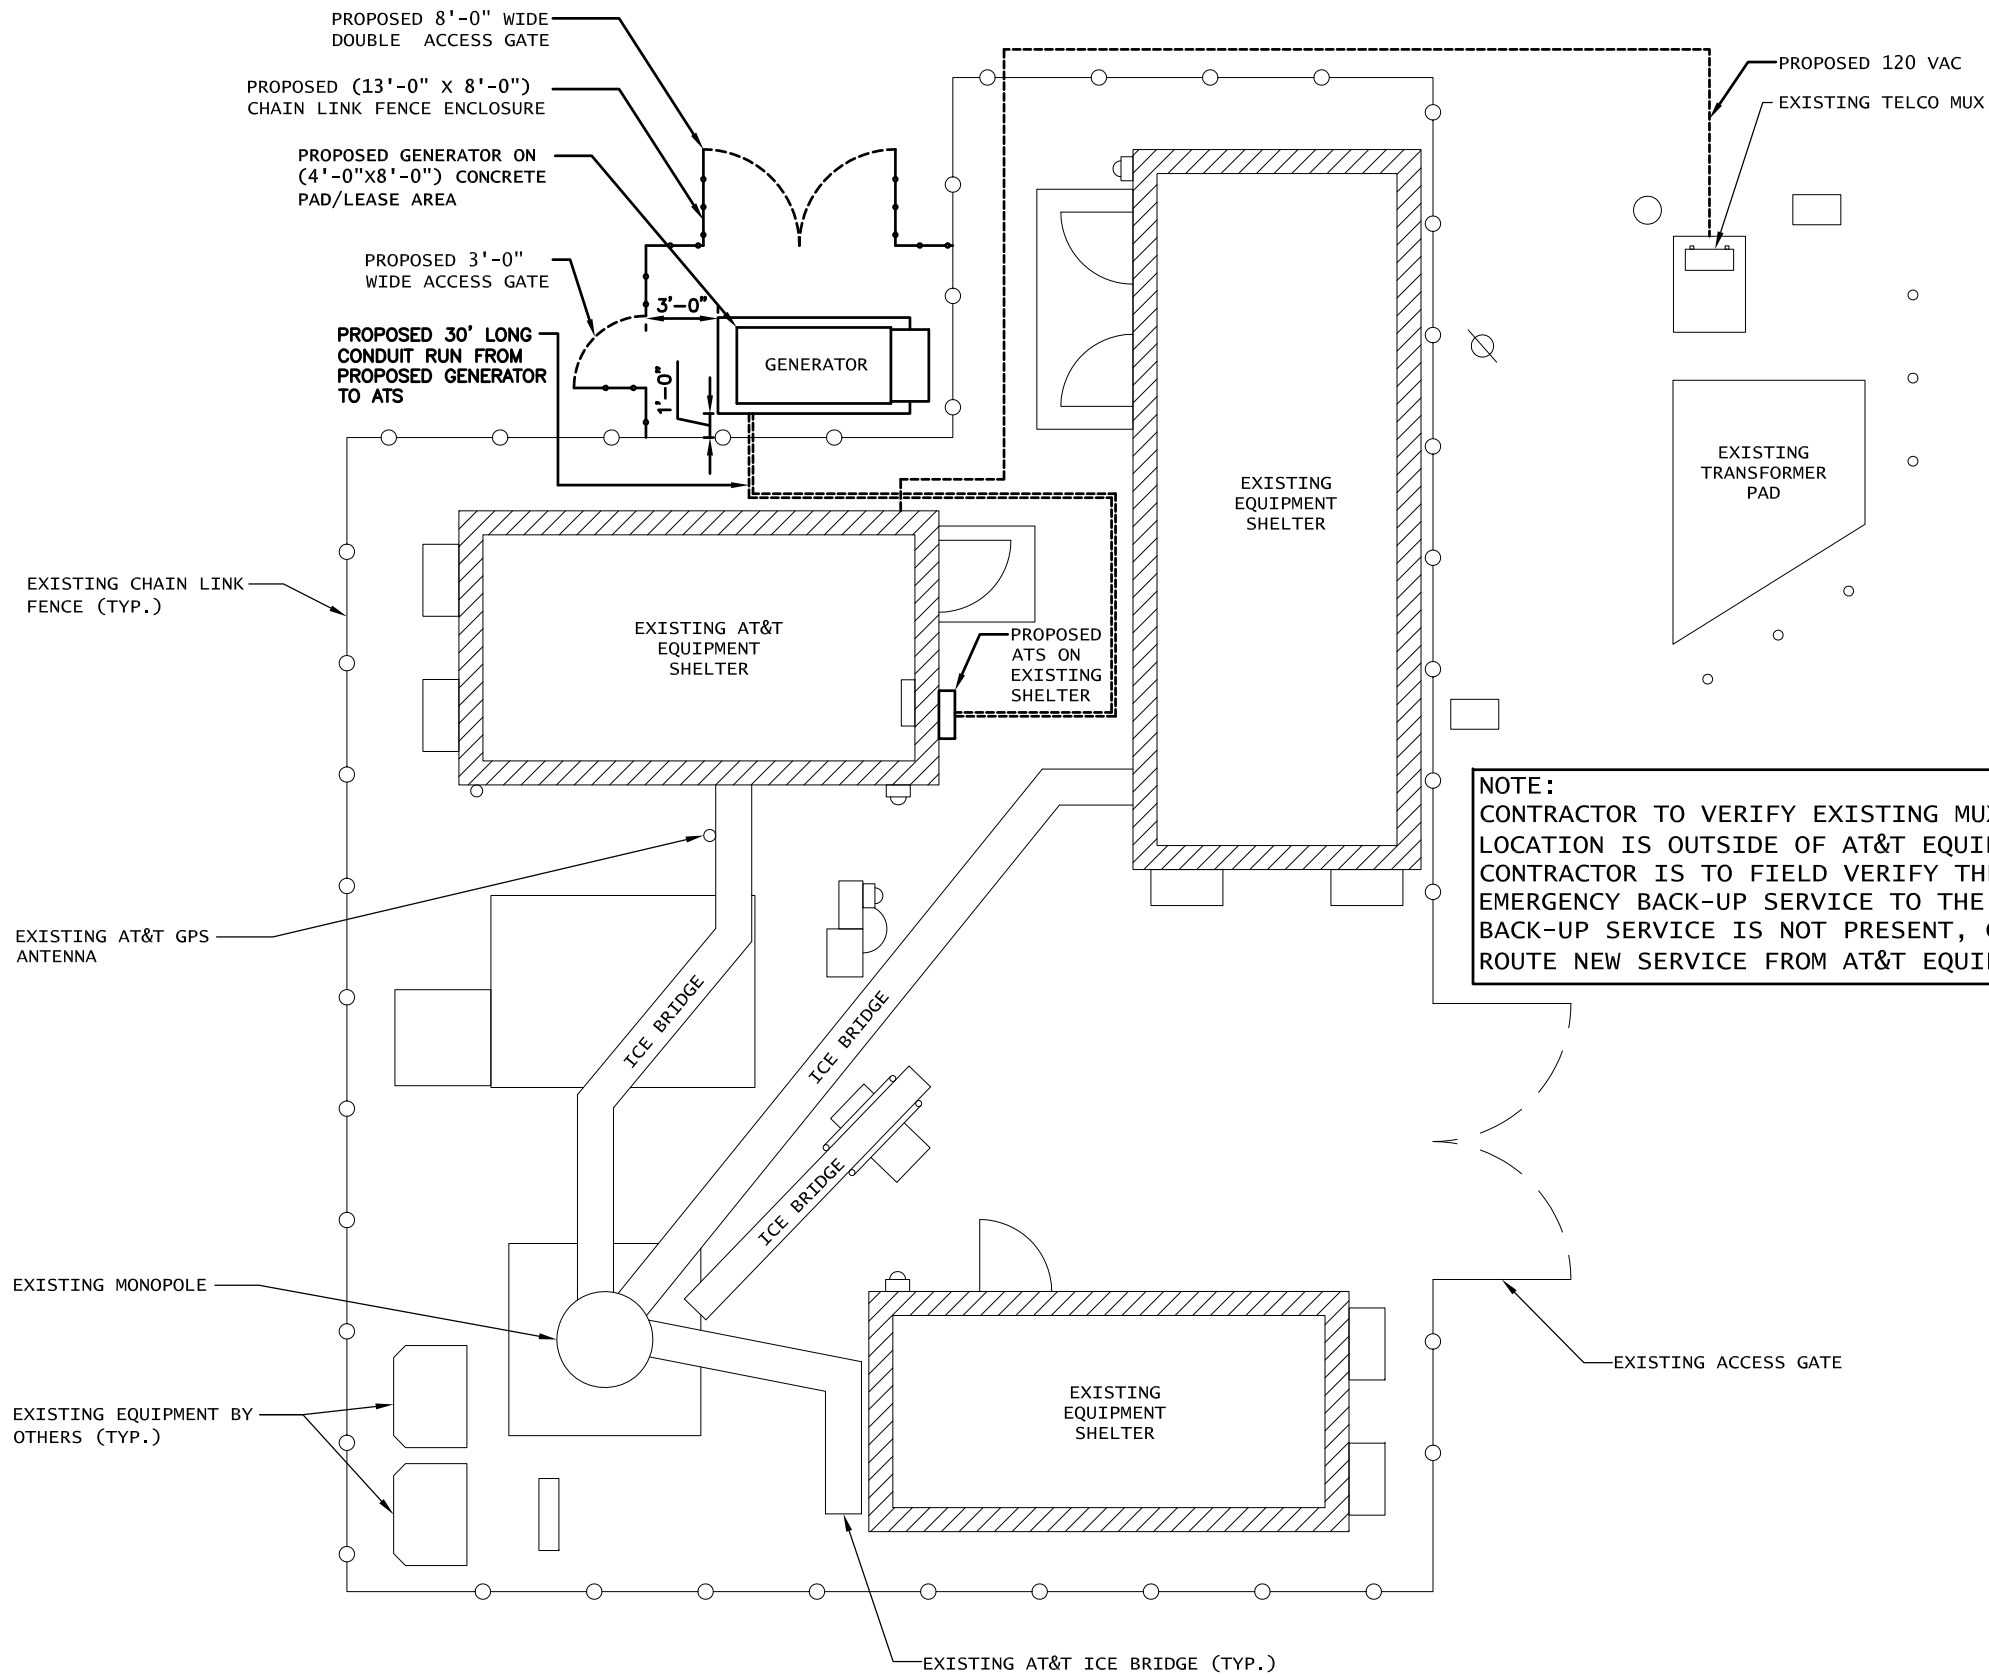 PROPOSED 8'-0" WIDE
DOUBLE ACCESS GATE
PROPOSED (13'-0" X 8'-0")
CHAIN LINK FENCE ENCLOSURE
PROPOSED GENERATOR ON
(4'-0"X8'-0") CONCRETE
PAD/LEASE AREA
PROPOSED 3'-0"
WIDE ACCESS GATE
3'-0"
PROPOSED 30' LONG
CONDUIT RUN FROM
PROPOSED GENERATOR
TO ATS
1'-0"
GENERATOR
PROPOSED 120 VAC
EXISTING TELCO MUX
EXISTING
TRANSFORMER
PAD
EXISTING
EQUIPMENT
SHELTER
EXISTING CHAIN LINK
FENCE (TYP.)
EXISTING AT&T
EQUIPMENT
SHELTER
PROPOSED
ATS ON
EXISTING
SHELTER
NOTE:
CONTRACTOR TO VERIFY EXISTING MUX
LOCATION IS OUTSIDE OF AT&T
CONTRACTOR IS TO FIELD VERIFY
EMERGENCY BACK-UP SERVICE TO THE
BACK-UP SERVICE IS NOT PRESENT,
ROUTE NEW SERVICE FROM AT&T
EXISTING AT&T GPS
ANTENNA
ICE BRIDGE
ICE BRIDGE
ICE BRIDGE
EXISTING MONOPOLE
EXISTING EQUIPMENT BY
OTHERS (TYP.)
EXISTING
EQUIPMENT
SHELTER
EXISTING ACCESS GATE
EXISTING AT&T ICE BRIDGE (TYP.)